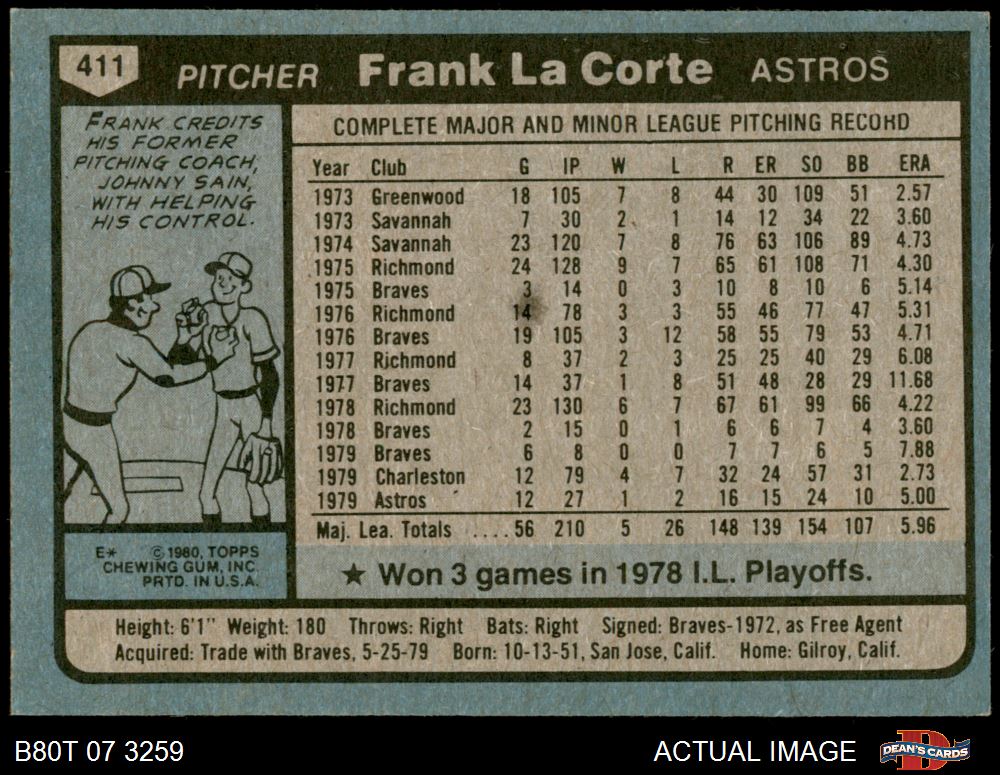 411 PITCHER Frank La Corte ASTROS
FRANK CREDITS
HIS FORMER
PITCHING COACH,
JOHNNY SAIN,
WITH HELPING
HIS CONTROL.
COMPLETE MAJOR AND MINOR LEAGUE PITCHING RECORD
Year Club G IP W L R ER SO BB ERA
1973 Greenwood 18 105 7 8 44 30 109 51 2.57
1973 Savannah 7 30 2 1 14 12 34 22 3.60
1974 Savannah 23 120 7 8 76 63 106 89 4.73
1975 Richmond 24 128 9 7 65 61 108 71 4.30
1975 Braves 3 14 0 3 10 8 10 6 5.14
1976 Richmond 14 78 3 3 55 46 77 47 5.31
1976 Braves 19 105 3 12 58 55 79 53 4.71
1977 Richmond 8 37 2 3 25 25 40 29 6.08
1977 Braves 14 37 1 8 51 48 28 29 11.68
1978 Richmond 23 130 6 7 67 61 99 66 4.22
1978 Braves 2 15 0 1 6 6 7 4 3.60
1979 Braves 6 8 0 0 7 7 6 5 7.88
1979 Charleston 12 79 4 7 32 24 57 31 2.73
1979 Astros 12 27 1 2 16 15 24 10 5.00
Maj. Lea. Totals .... 56 210 5 26 148 139 154 107 5.96
E* © 1980, TOPPS
CHEWING GUM, INC.
PRTD. IN U.S.A.
★ Won 3 games in 1978 I.L. Playoffs.
Height: 6'1" Weight: 180 Throws: Right Bats: Right Signed: Braves-1972, as Free Agent
Acquired: Trade with Braves, 5-25-79 Born: 10-13-51, San Jose, Calif. Home: Gilroy, Calif.
B80T 07 3259 ACTUAL IMAGE DEAN'S CARDS